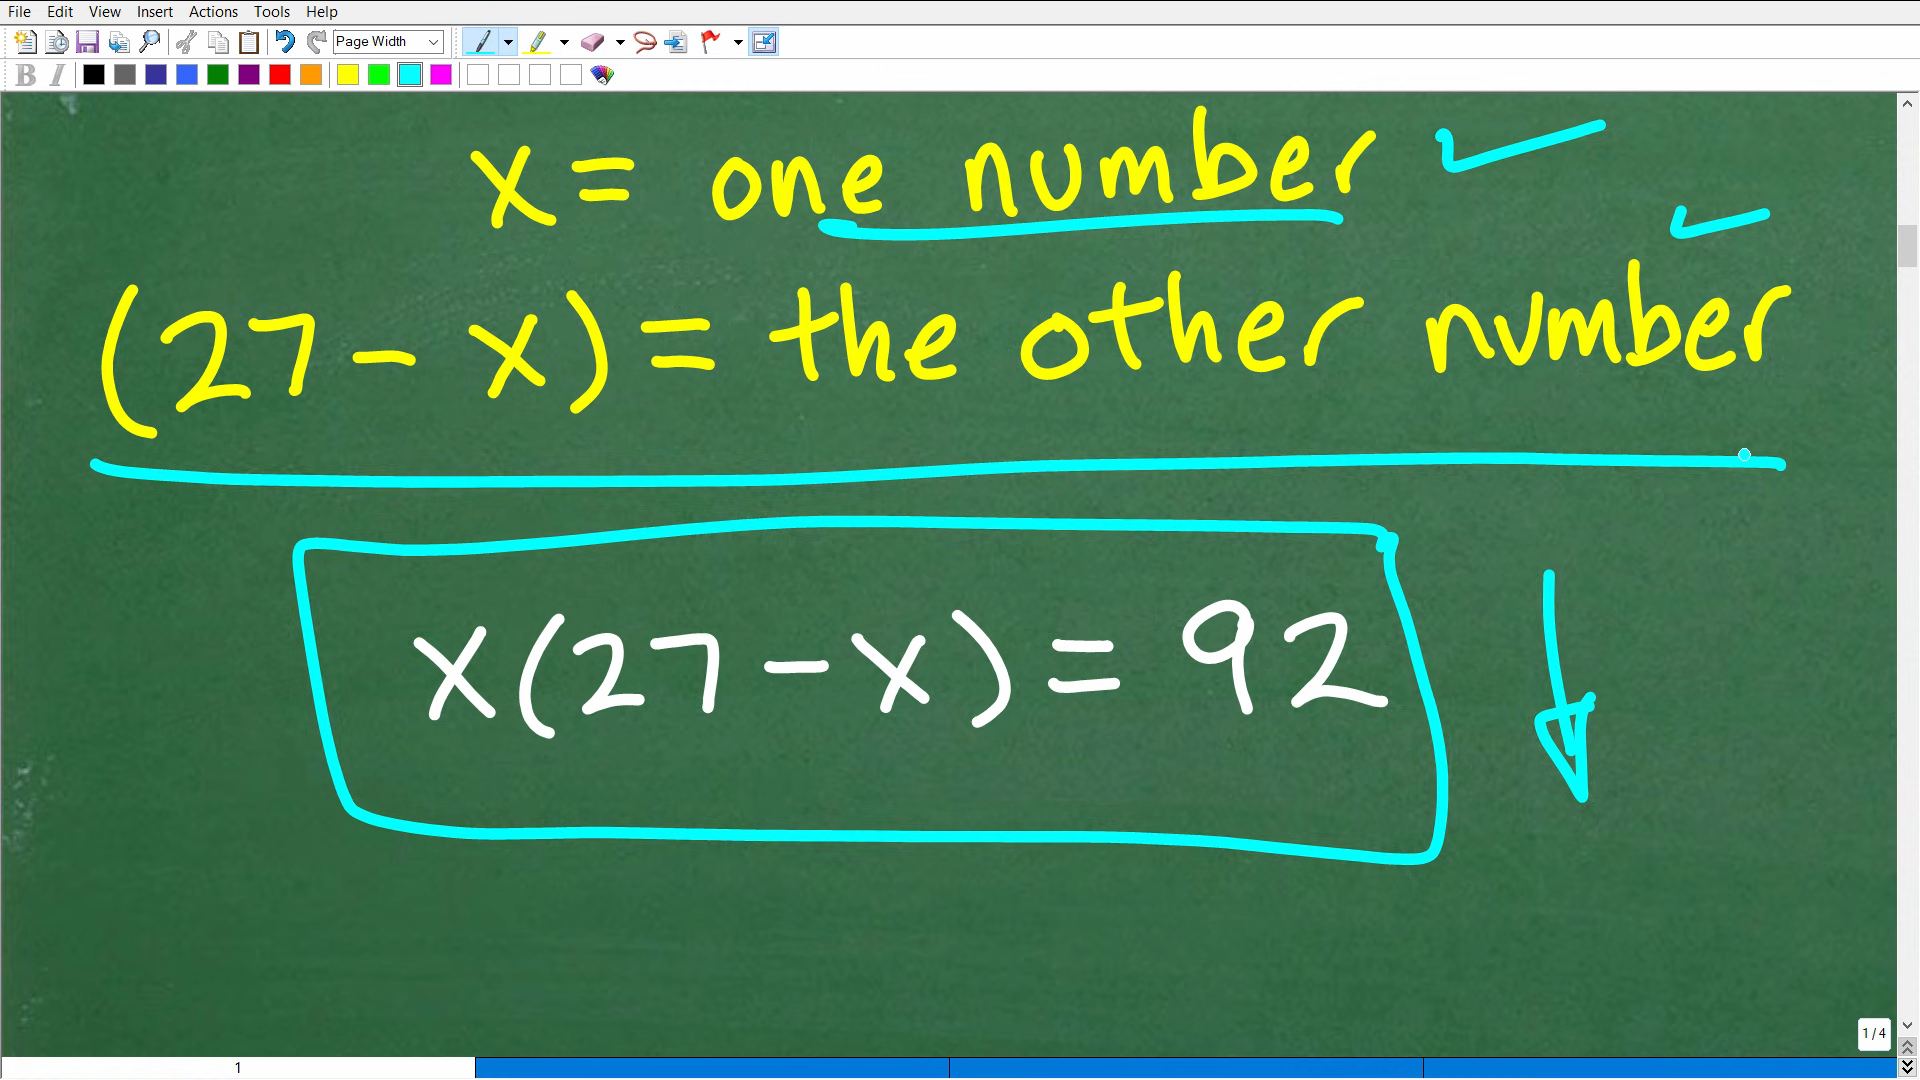 File Edit View Insert Actions Tools Help
Page Width
B I
x = one number
(27 - x) = the other number
x(27 - x) = 92
1 / 4
1